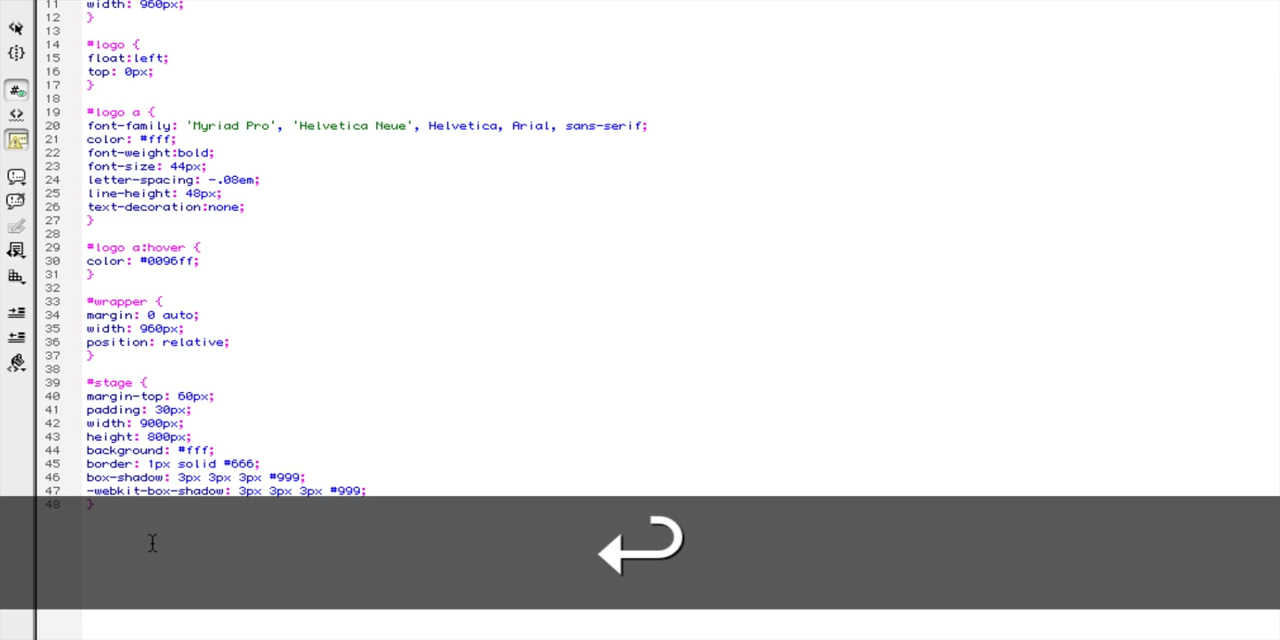 11 width: 960px;
12 }
13
14 #logo {
15 float:left;
16 top: 0px;
17 }
18
19 #logo a {
20 font-family: 'Myriad Pro', 'Helvetica Neue', Helvetica, Arial, sans-serif;
21 color: #fff;
22 font-weight:bold;
23 font-size: 44px;
24 letter-spacing: -.08em;
25 line-height: 48px;
26 text-decoration:none;
27 }
28
29 #logo a:hover {
30 color: #0096ff;
31 }
32
33 #wrapper {
34 margin: 0 auto;
35 width: 960px;
36 position: relative;
37 }
38
39 #stage {
40 margin-top: 60px;
41 padding: 30px;
42 width: 900px;
43 height: 800px;
44 background: #fff;
45 border: 1px solid #666;
46 box-shadow: 3px 3px 3px #999;
47 -webkit-box-shadow: 3px 3px 3px #999;
48 }